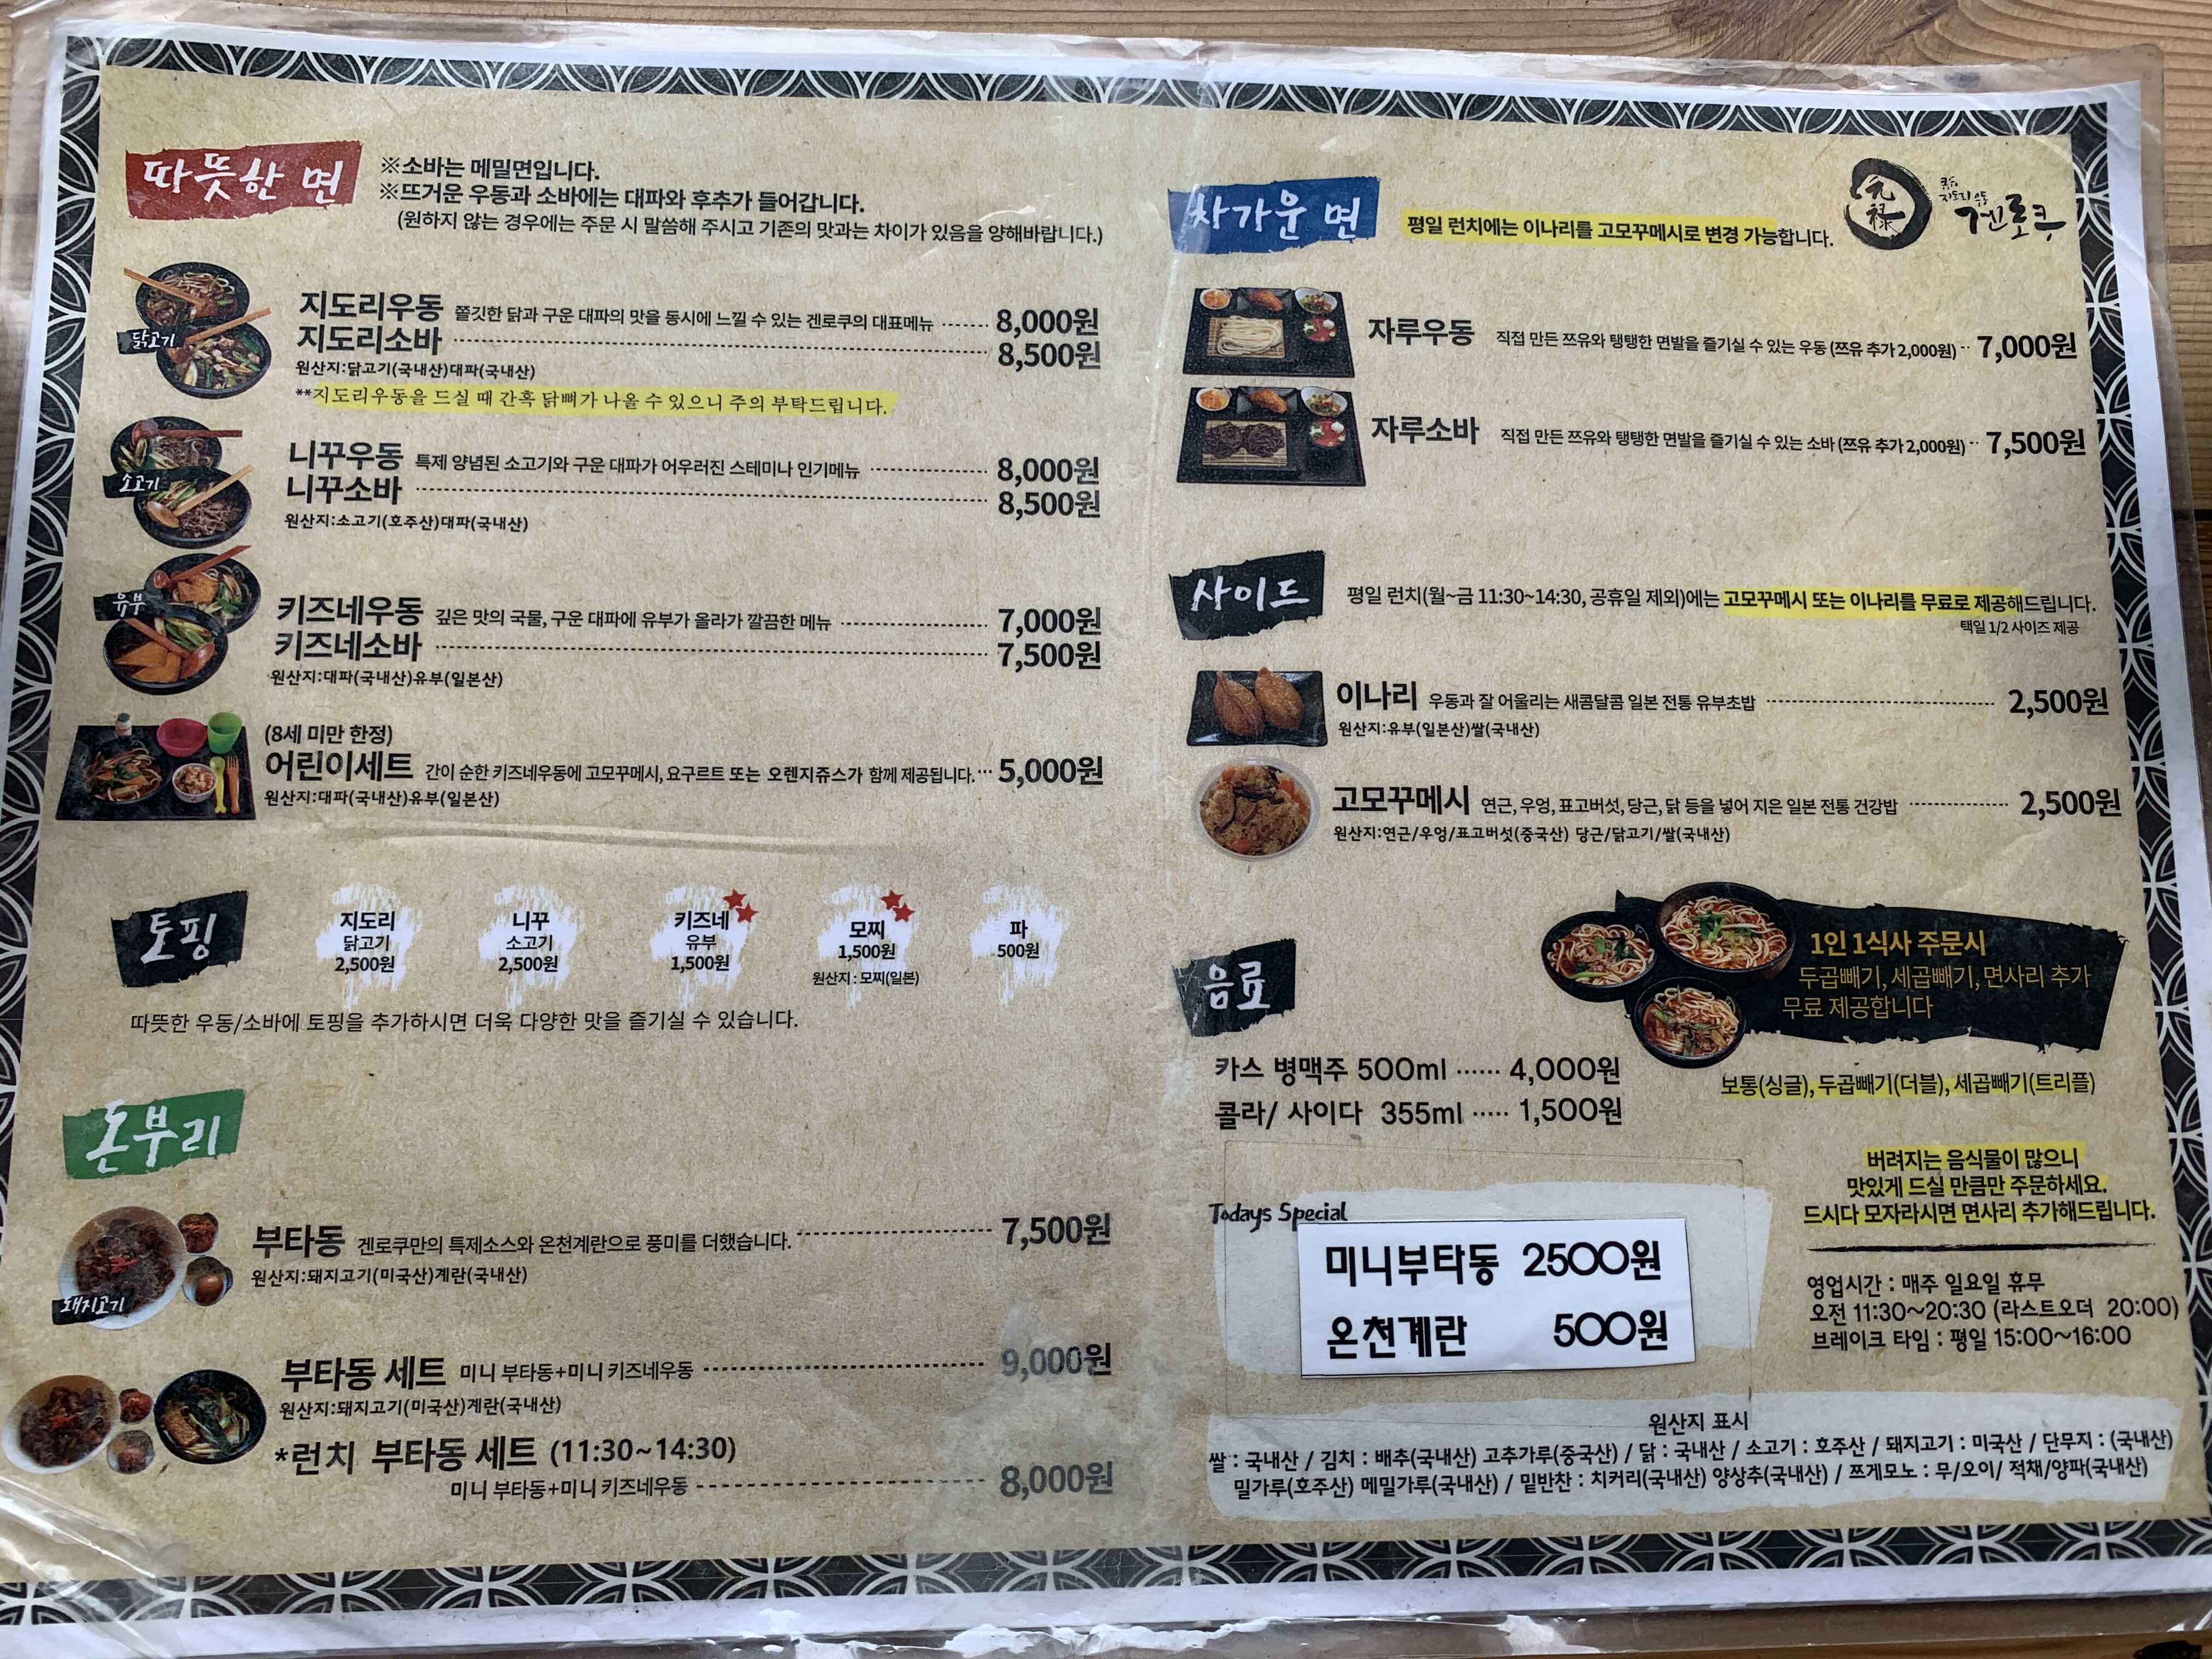 따뜻한 면
※소바는 메밀면입니다.
※뜨거운 우동과 소바에는 대파와 후추가 들어갑니다.
(원하지 않는 경우에는 주문 시 말씀해 주시고 기존의 맛과는 차이가 있음을 양해바랍니다.)
닭고기
지도리우동 쫄깃한 닭과 구운 대파의 맛을 동시에 느낄 수 있는 겐로쿠의 대표메뉴 ······ 8,000원
지도리소바 ······ 8,500원
원산지:닭고기(국내산)대파(국내산)
**지도리우동을 드실 때 간혹 닭뼈가 나올 수 있으니 주의 부탁드립니다.
소고기
니꾸우동 특제 양념된 소고기와 구운 대파가 어우러진 스테미나 인기메뉴 ······ 8,000원
니꾸소바 ······ 8,500원
원산지:소고기(호주산)대파(국내산)
유부
키즈네우동 깊은 맛의 국물, 구운 대파에 유부가 올라가 깔끔한 메뉴 ······ 7,000원
키즈네소바 ······ 7,500원
원산지:대파(국내산)유부(일본산)
(8세 미만 한정)
어린이세트 간이 순한 키즈네우동에 고모꾸메시, 요구르트 또는 오렌지쥬스가 함께 제공됩니다. ··· 5,000원
원산지:대파(국내산)유부(일본산)
토핑
지도리 닭고기 2,500원
니꾸 소고기 2,500원
키즈네 유부 1,500원
모찌 1,500원
원산지 : 모찌(일본)
파 500원
따뜻한 우동/소바에 토핑을 추가하시면 더욱 다양한 맛을 즐기실 수 있습니다.
돈부리
돼지고기
부타동 겐로쿠만의 특제소스와 온천계란으로 풍미를 더했습니다. ······ 7,500원
원산지:돼지고기(미국산)계란(국내산)
부타동 세트 미니 부타동+미니 키즈네우동 ······ 9,000원
원산지:돼지고기(미국산)계란(국내산)
*런치 부타동 세트 (11:30~14:30)
미니 부타동+미니 키즈네우동 ------ 8,000원
차가운 면
평일 런치에는 이나리를 고모꾸메시로 변경 가능합니다.
元禄
지도리 우동
겐로쿠
자루우동 직접 만든 쯔유와 탱탱한 면발을 즐기실 수 있는 우동 (쯔유 추가 2,000원) ·· 7,000원
자루소바 직접 만든 쯔유와 탱탱한 면발을 즐기실 수 있는 소바 (쯔유 추가 2,000원) ·· 7,500원
사이드
평일 런치(월~금 11:30~14:30, 공휴일 제외)에는 고모꾸메시 또는 이나리를 무료로 제공해드립니다.
택일 1/2 사이즈 제공
이나리 우동과 잘 어울리는 새콤달콤 일본 전통 유부초밥 ······ 2,500원
원산지:유부(일본산)쌀(국내산)
고모꾸메시 연근, 우엉, 표고버섯, 당근, 닭 등을 넣어 지은 일본 전통 건강밥 ······ 2,500원
원산지:연근/우엉/표고버섯(중국산) 당근/닭고기/쌀(국내산)
음료
1인 1식사 주문시
두곱빼기, 세곱빼기, 면사리 추가
무료 제공합니다
카스 병맥주 500ml ······ 4,000원
콜라/ 사이다 355ml ····· 1,500원
보통(싱글), 두곱빼기(더블), 세곱빼기(트리플)
버려지는 음식물이 많으니
맛있게 드실 만큼만 주문하세요.
드시다 모자라시면 면사리 추가해드립니다.
Todays Special
미니부타동 2500원
온천계란 500원
영업시간 : 매주 일요일 휴무
오전 11:30~20:30 (라스트오더 20:00)
브레이크 타임 : 평일 15:00~16:00
원산지 표시
쌀 : 국내산 / 김치 : 배추(국내산) 고추가루(중국산) / 닭 : 국내산 / 소고기 : 호주산 / 돼지고기 : 미국산 / 단무지 : (국내산)
밀가루(호주산) 메밀가루(국내산) / 밑반찬 : 치커리(국내산) 양상추(국내산) / 쯔게모노 : 무/오이/ 적채/양파(국내산)